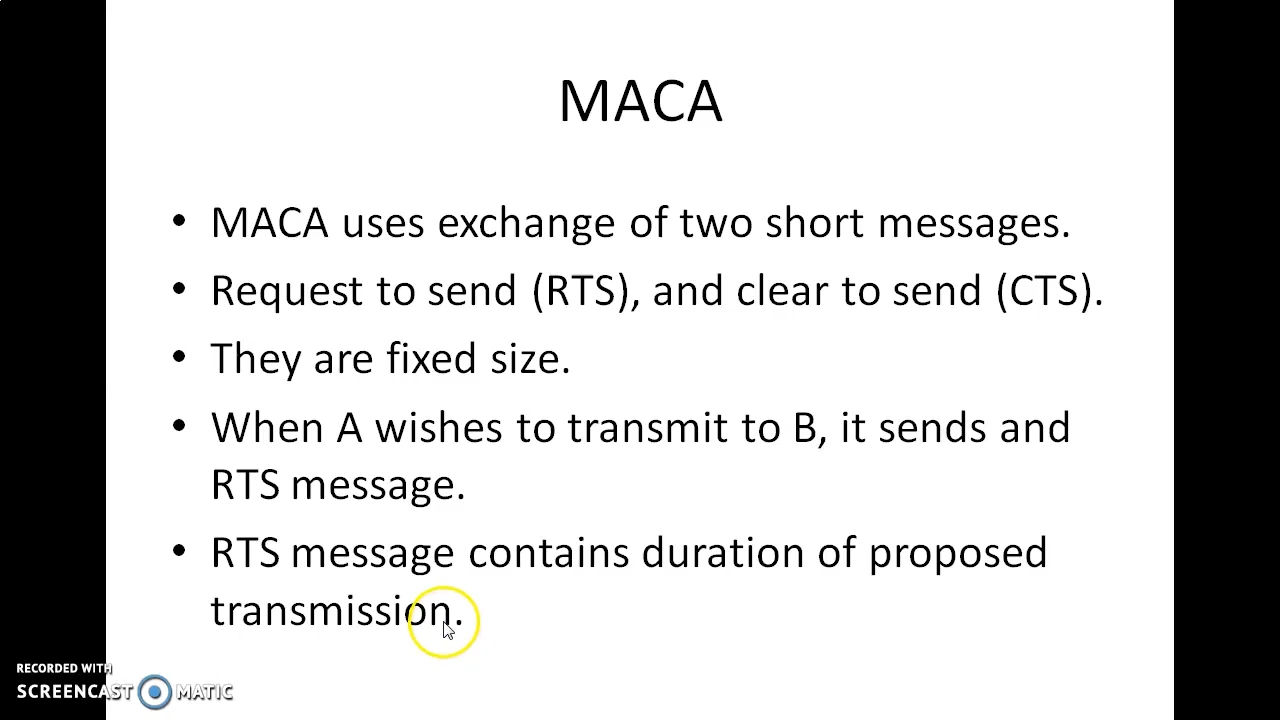 MACA
• MACA uses exchange of two short messages.
• Request to send (RTS), and clear to send (CTS).
• They are fixed size.
• When A wishes to transmit to B, it sends and
RTS message.
• RTS message contains duration of proposed
transmission.
RECORDED WITH
SCREENCAST MATIC